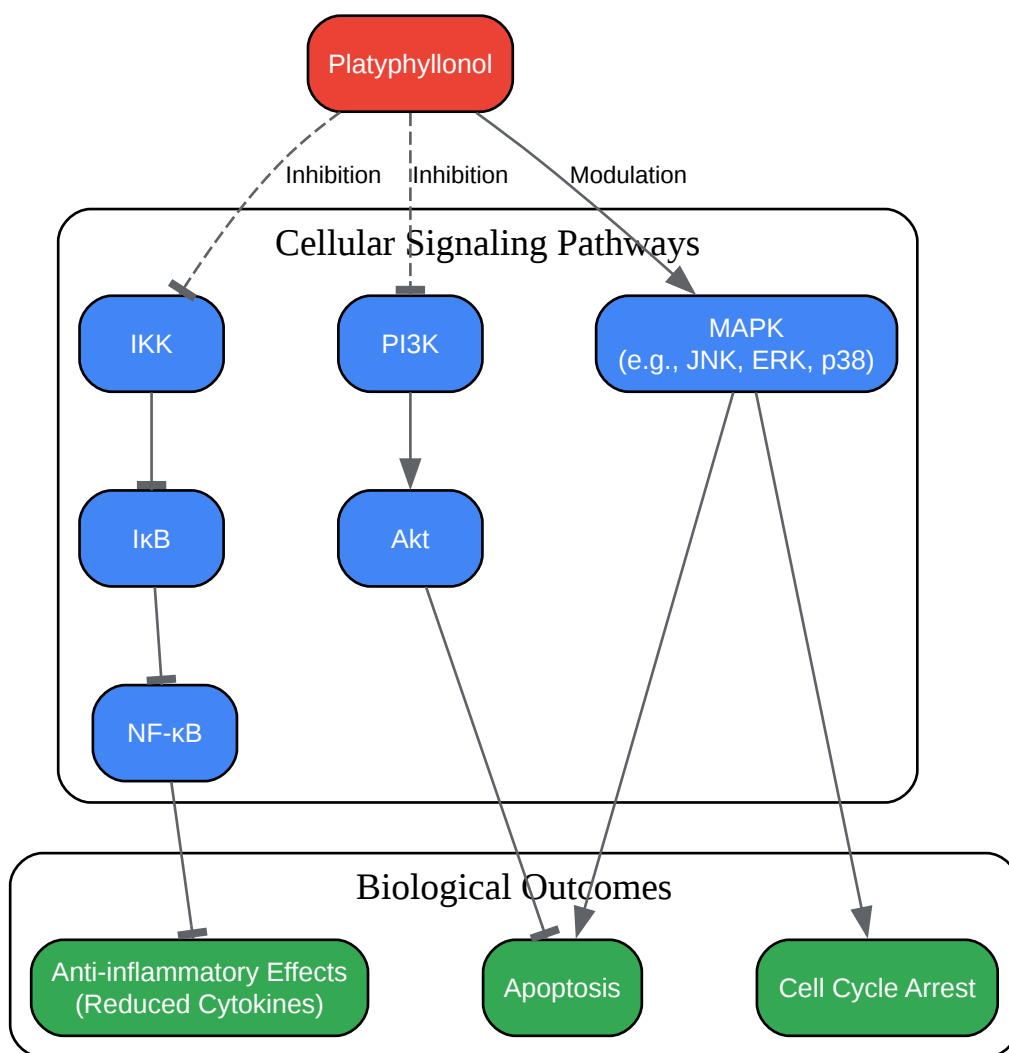 Platyphyllonol
Inhibition
Inhibition
Modulation
Cellular Signaling Pathways
IKK
PI3K
MAPK
(e.g., JNK, ERK, p38)
IκB
Akt
NF-κB
Biological Outcomes
Anti-inflammatory Effects
(Reduced Cytokines)
Apoptosis
Cell Cycle Arrest